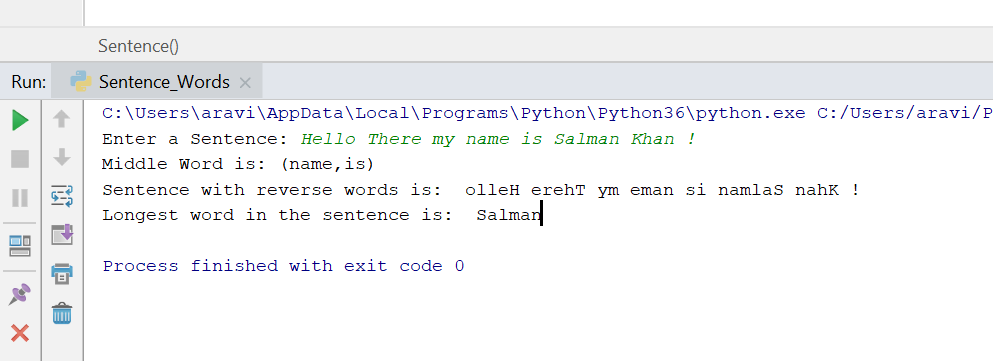 Sentence()
Run: Sentence_Words
C:\Users\aravi\AppData\Local\Programs\Python\Python36\python.exe C:/Users/aravi/P
Enter a Sentence: Hello There my name is Salman Khan !
Middle Word is: (name,is)
Sentence with reverse words is:  olleH erehT ym eman si namlaS nahK !
Longest word in the sentence is:  Salman
Process finished with exit code 0